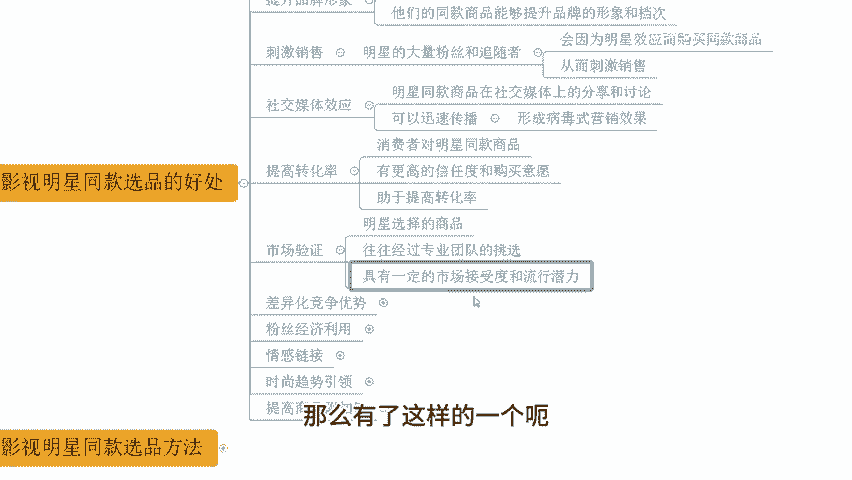 提升品牌形象
他们的同款商品能够提升品牌的形象和档次
会因为明星效应而购买同款商品
刺激销售
明星的大量粉丝和追随者
从而刺激销售
明星同款商品在社交媒体上的分享和讨论
社交媒体效应
可以迅速传播
形成病毒式营销效果
消费者对明星同款商品
提高转化率
有更高的信任度和购买意愿
助于提高转化率
影视明星同款选品的好处
明星选择的商品
市场验证
往往经过专业团队的挑选
具有一定的市场接受度和流行潜力
差异化竞争优势
粉丝经济利用
情感链接
时尚趋势引领
提高商
那么有了这样的一个呃
影视明星同款选品方法